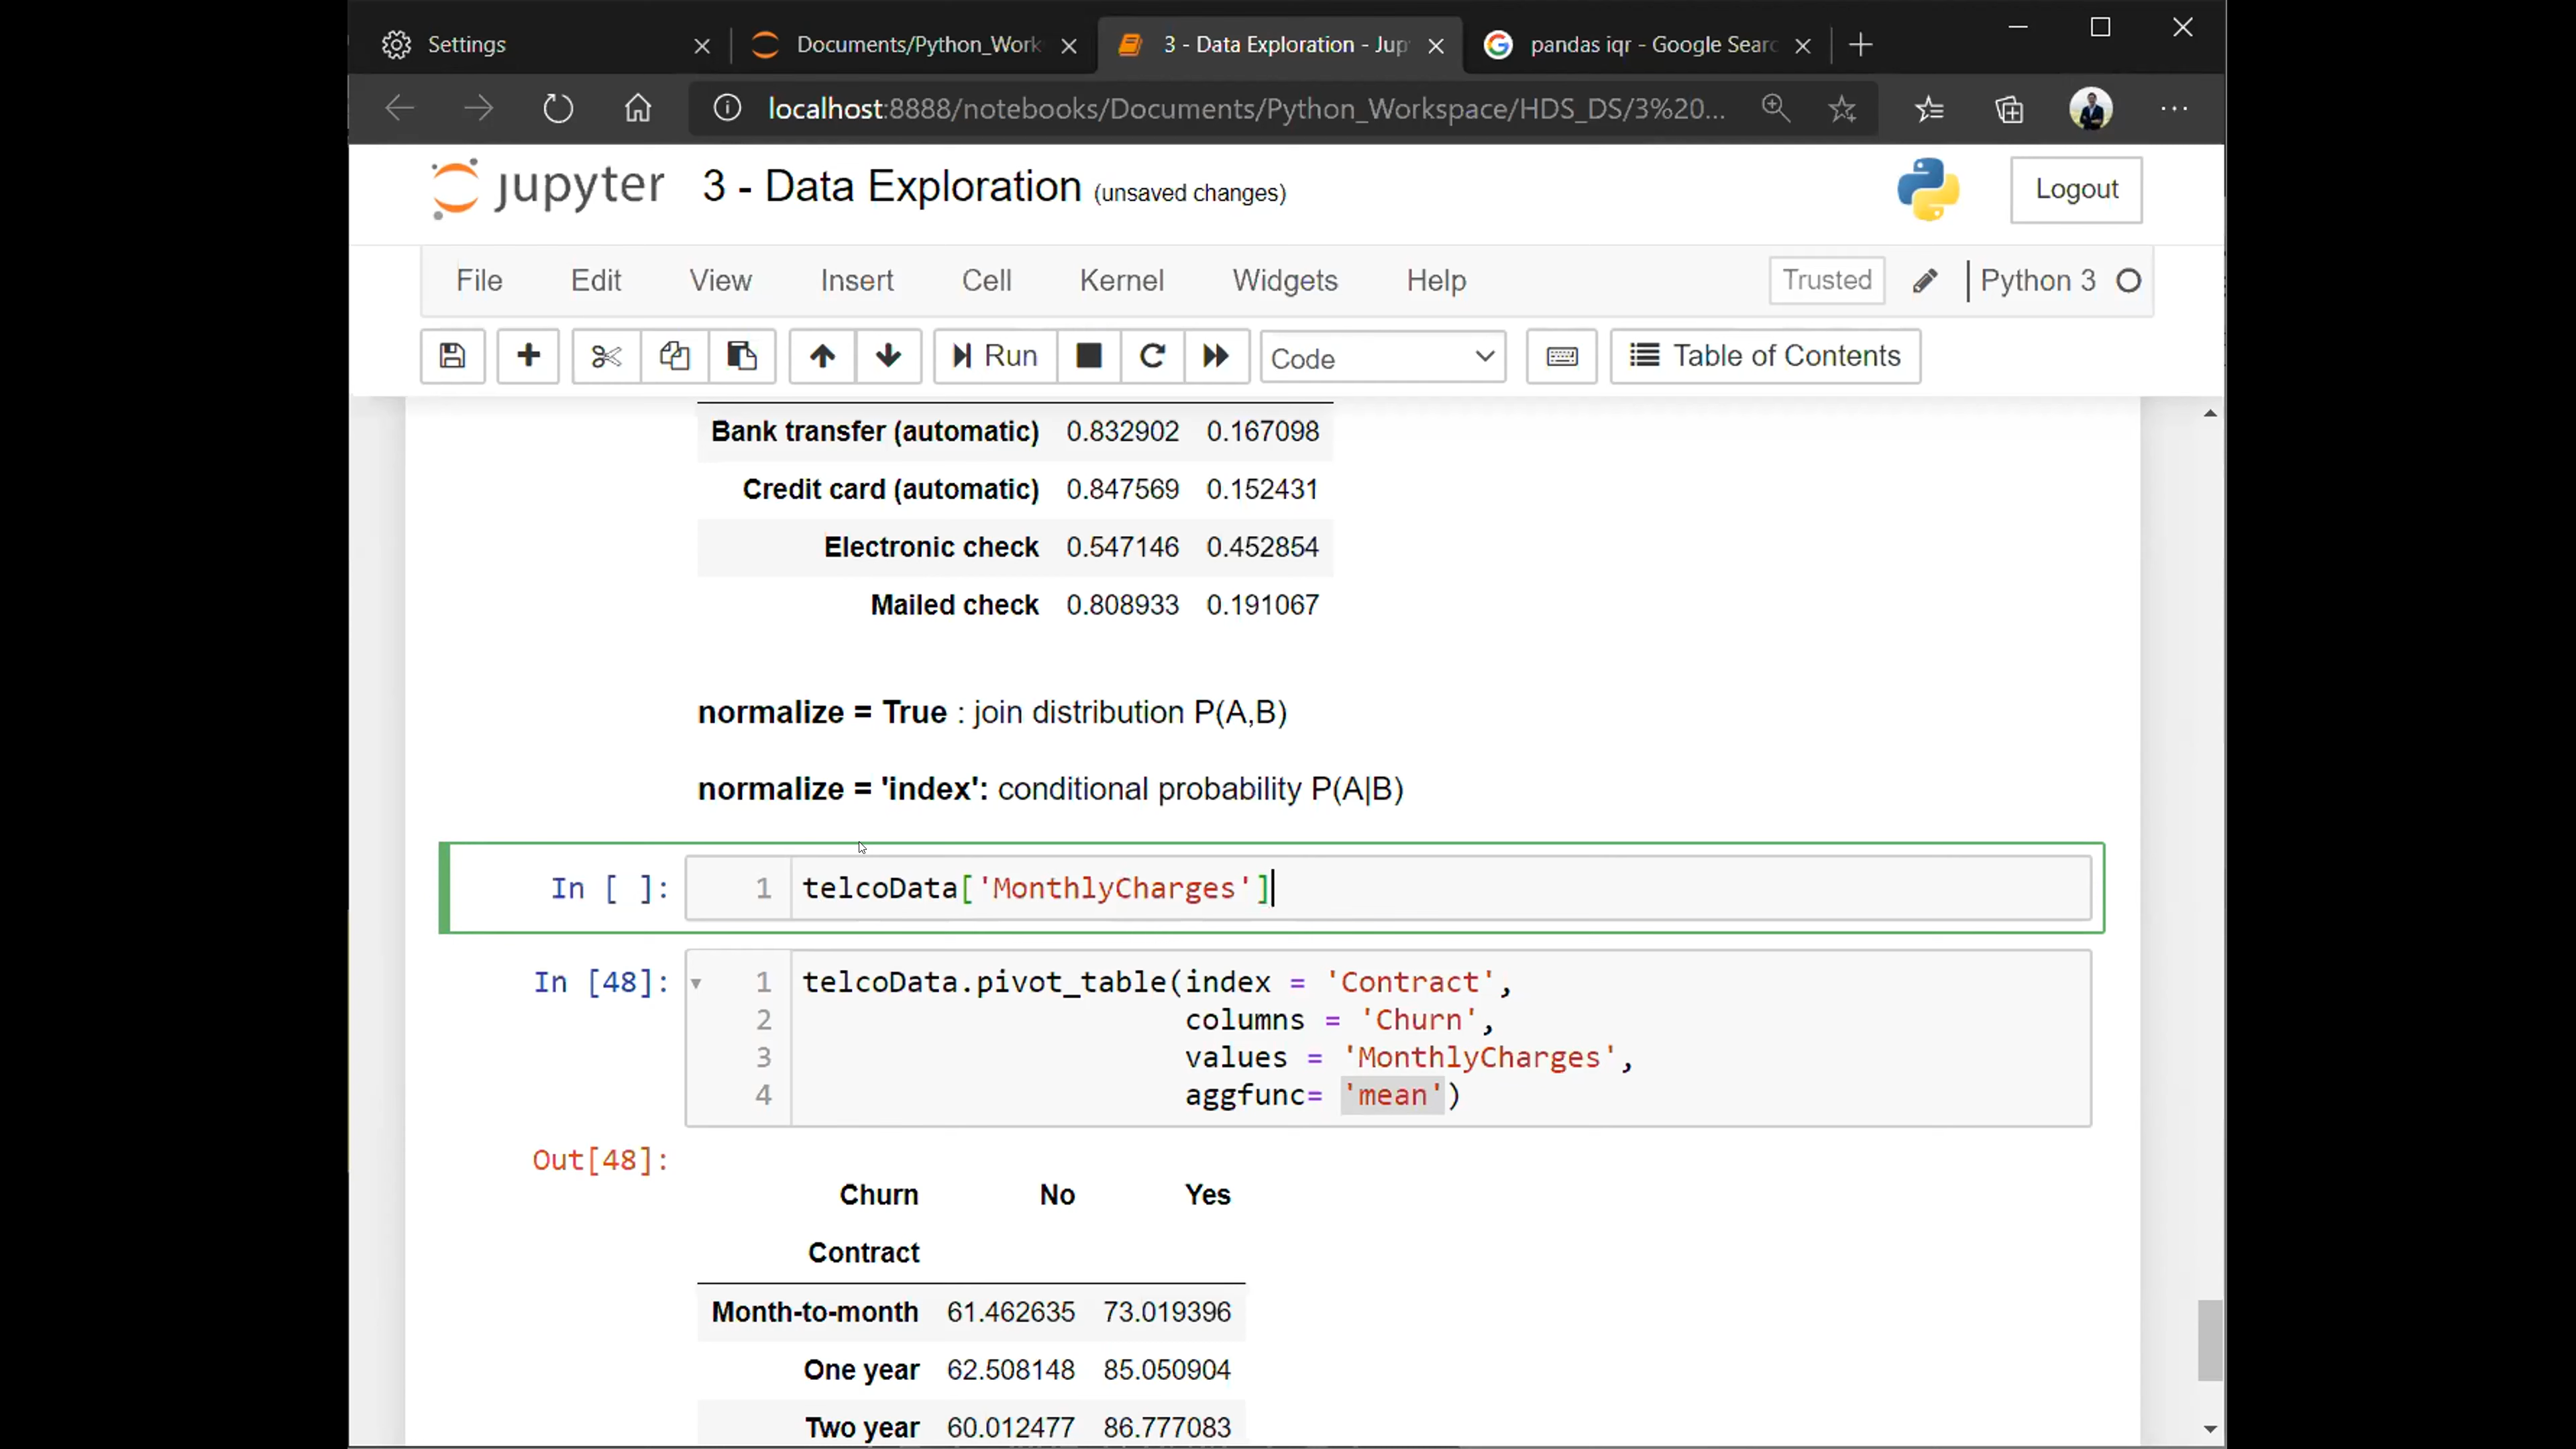 Settings
Documents/Python_Work
3 - Data Exploration - Jup
pandas iqr - Google Searc
localhost:8888/notebooks/Documents/Python_Workspace/HDS_DS/3%20...
jupyter 3 - Data Exploration (unsaved changes)
Logout
File Edit View Insert Cell Kernel Widgets Help
Trusted
Python 3
Run
Code
Table of Contents
Bank transfer (automatic) 0.832902 0.167098
Credit card (automatic) 0.847569 0.152431
Electronic check 0.547146 0.452854
Mailed check 0.808933 0.191067
normalize = True : join distribution P(A,B)
normalize = 'index': conditional probability P(A|B)
In [ ]: 1 telcoData['MonthlyCharges']
In [48]: 1 telcoData.pivot_table(index = 'Contract',
2 columns = 'Churn',
3 values = 'MonthlyCharges',
4 aggfunc= 'mean')
Out[48]:
Churn No Yes
Contract
Month-to-month 61.462635 73.019396
One year 62.508148 85.050904
Two year 60.012477 86.777083